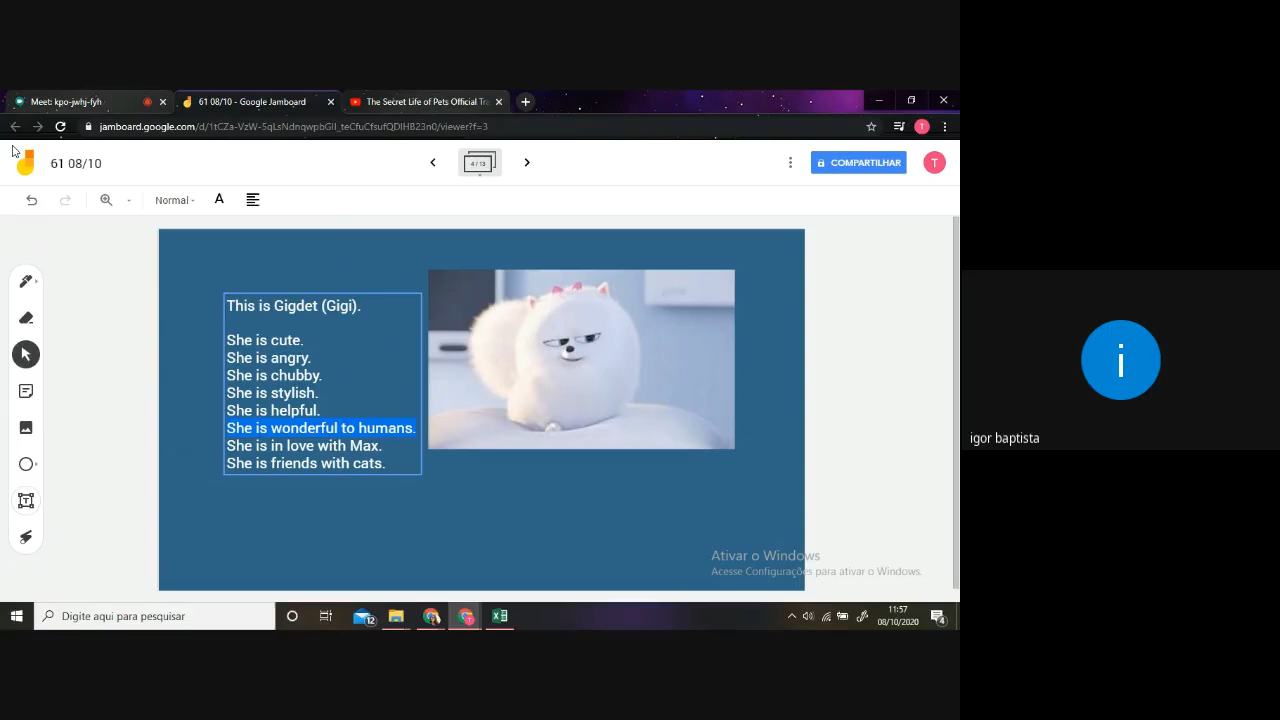 Meet: kpo-jwhj-fyh
61 08/10 - Google Jamboard
The Secret Life of Pets Official Tra
jamboard.google.com/d/1tCZa-VzW-5qLsNdnqwpbGIl_teCfuCfsufQDIHB23n0/viewer?f=3
T
61 08/10
4 / 13
COMPARTILHAR
T
Normal
A
This is Gigdet (Gigi).
She is cute.
She is angry.
She is chubby.
She is stylish.
She is helpful.
She is wonderful to humans.
She is in love with Max.
She is friends with cats.
i
igor baptista
Ativar o Windows
Acesse Configurações para ativar o Windows.
Digite aqui para pesquisar
12
11:57
08/10/2020
4